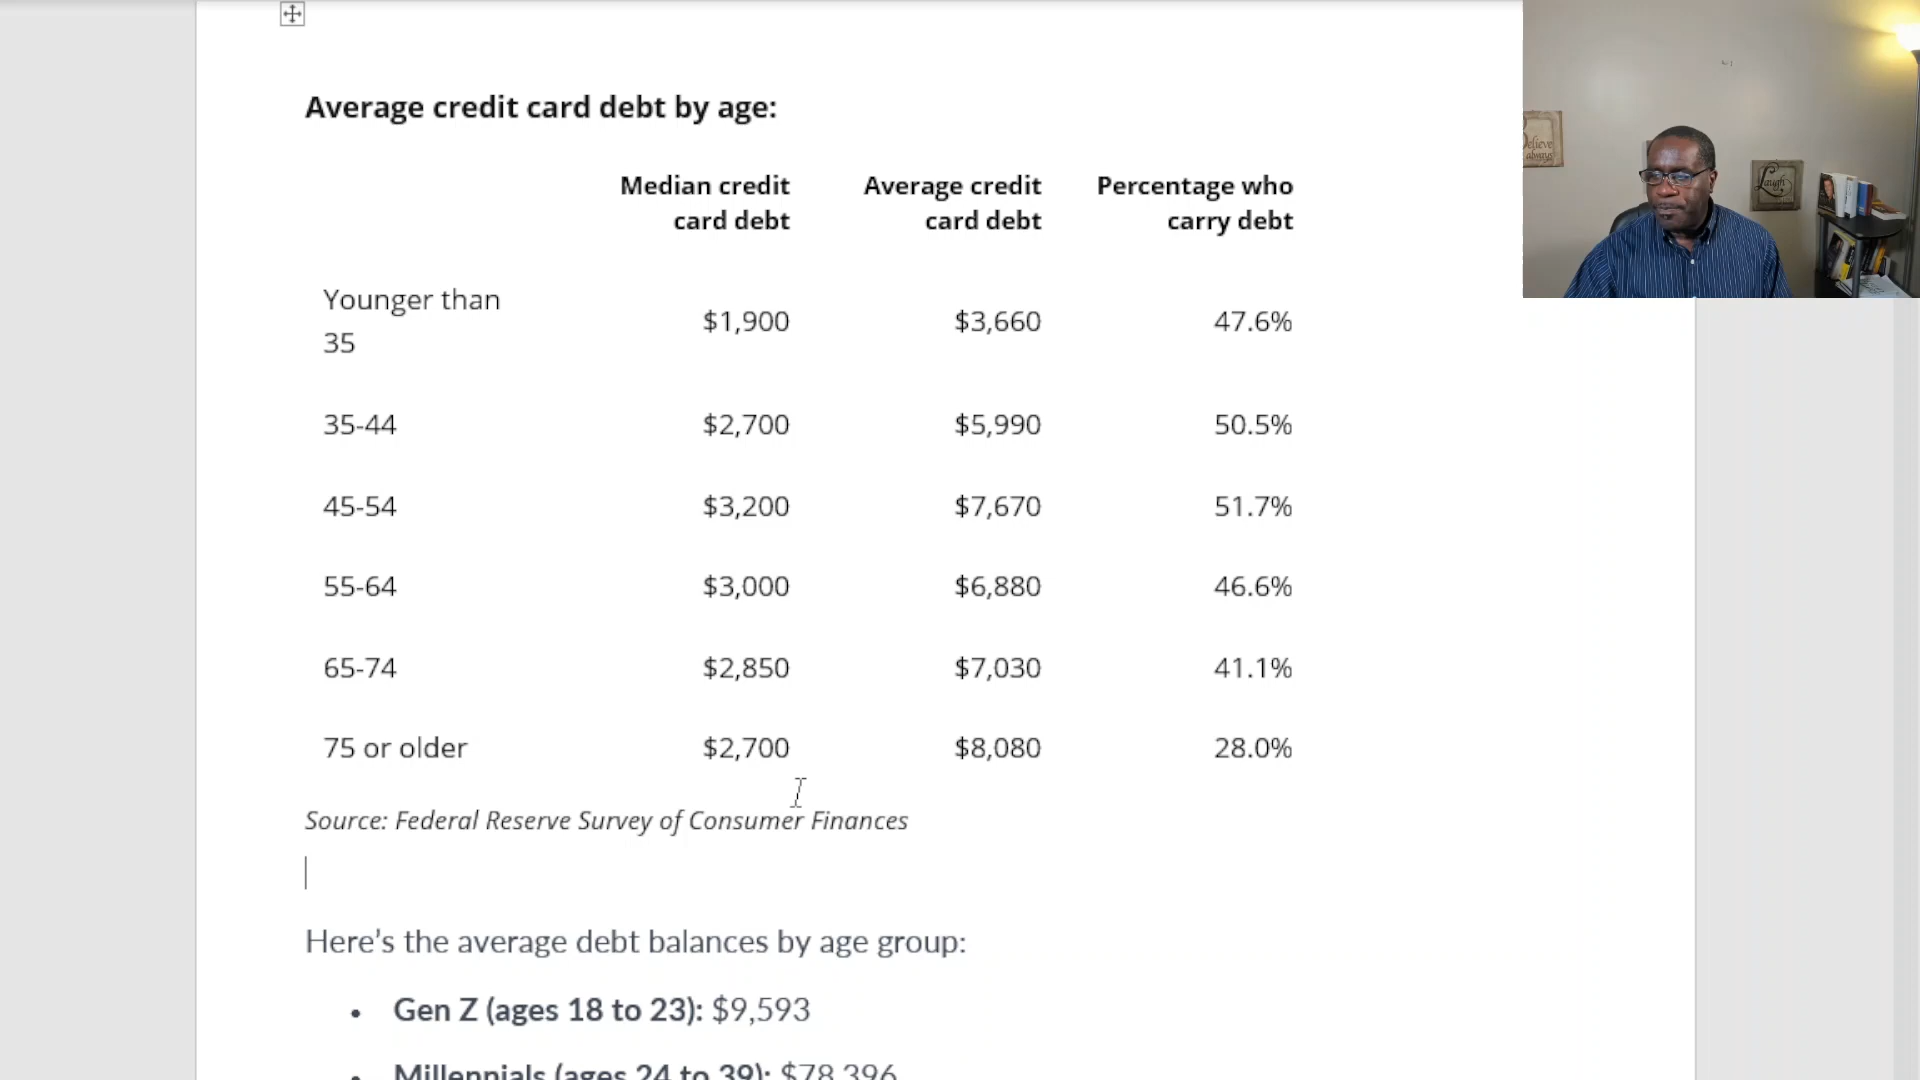 Average credit card debt by age:
Median credit card debt
Average credit card debt
Percentage who carry debt
Younger than 35 $1,900 $3,660 47.6%
35-44 $2,700 $5,990 50.5%
45-54 $3,200 $7,670 51.7%
55-64 $3,000 $6,880 46.6%
65-74 $2,850 $7,030 41.1%
75 or older $2,700 $8,080 28.0%
Source: Federal Reserve Survey of Consumer Finances
Here's the average debt balances by age group:
• Gen Z (ages 18 to 23): $9,593
• Millennials (ages 24 to 39): $78,396
elieve
always
Laugh